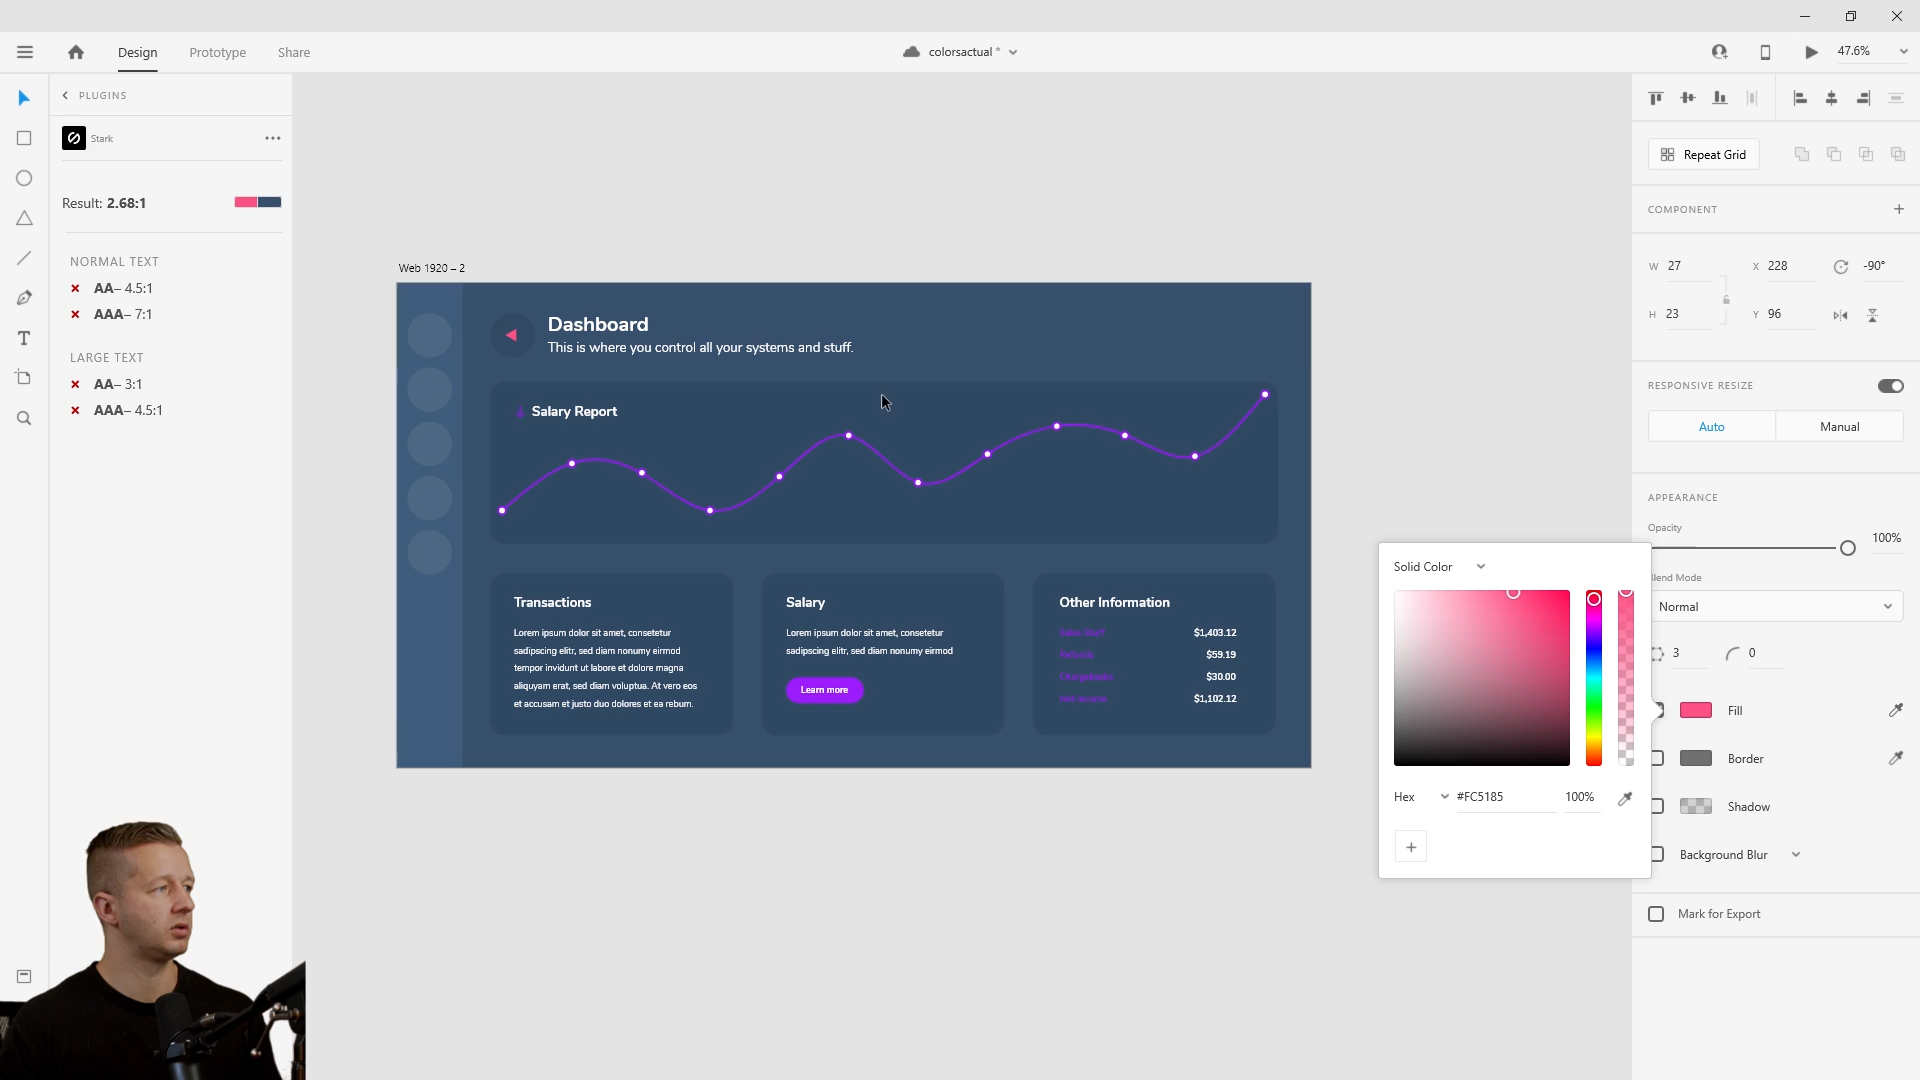 Design
Prototype
Share
colorsactual *
47.6%
PLUGINS
Stark
Result: 2.68:1
NORMAL TEXT
AA– 4.5:1
AAA– 7:1
LARGE TEXT
AA– 3:1
AAA– 4.5:1
Web 1920 – 2
Dashboard
This is where you control all your systems and stuff.
Salary Report
Transactions
Lorem ipsum dolor sit amet, consetetur
sadipscing elitr, sed diam nonumy eirmod
tempor invidunt ut labore et dolore magna
aliquyam erat, sed diam voluptua. At vero eos
et accusam et justo duo dolores et ea rebum.
Salary
Lorem ipsum dolor sit amet, consetetur
sadipscing elitr, sed diam nonumy eirmod
Learn more
Other Information
Sales Stuff $1,403.12
Refunds $59.19
Chargebacks $30.00
Net income $1,102.12
Repeat Grid
COMPONENT
W 27
X 228
-90°
H 23
Y 96
RESPONSIVE RESIZE
Auto
Manual
APPEARANCE
Opacity
100%
Blend Mode
Normal
3
0
Fill
Border
Shadow
Background Blur
Mark for Export
Solid Color
Hex
#FC5185
100%